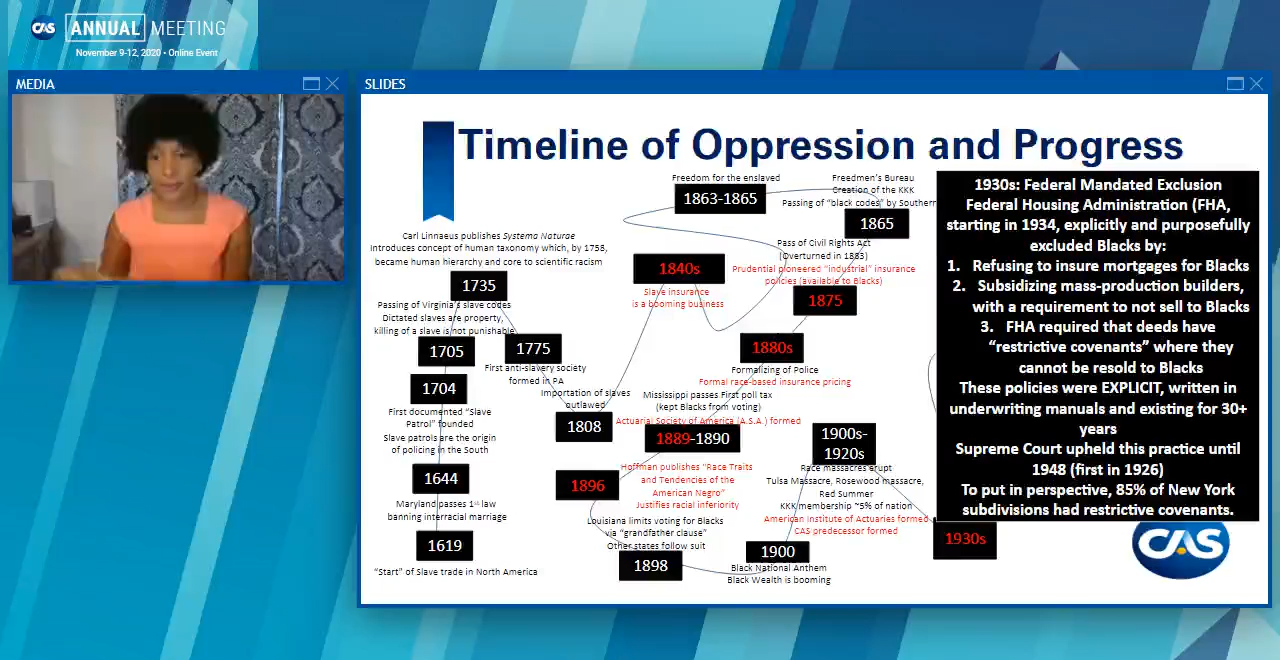 CAS ANNUAL MEETING
November 9-12, 2020 • Online Event
MEDIA
SLIDES
Timeline of Oppression and Progress
Freedom for the enslaved
1863-1865
Freedmen's Bureau
Creation of the KKK
Passing of "black codes" by Southern
1865
Carl Linnaeus publishes Systema Naturae
Introduces concept of human taxonomy which, by 1758,
became human hierarchy and core to scientific racism
1735
1840s
Slave insurance
is a booming business
Pass of Civil Rights Act
(Overturned in 1883)
Prudential pioneered "industrial" insurance
policies (available to Blacks)
1875
Passing of Virginia's slave codes
Dictated slaves are property,
killing of a slave is not punishable
1705
1775
First anti-slavery society
formed in PA
1880s
Formalizing of Police
Formal race-based insurance pricing
1704
First documented "Slave
Patrol" founded
Slave patrols are the origin
of policing in the South
Importation of slaves
outlawed
1808
Mississippi passes First poll tax
(kept Blacks from voting)
Actuarial Society of America (A.S.A.) formed
1889-1890
1900s-
1920s
Race massacres erupt
Tulsa Massacre, Rosewood massacre,
Red Summer
KKK membership ~5% of nation
American Institute of Actuaries formed
CAS predecessor formed
1644
Maryland passes 1st law
banning interracial marriage
1896
Hoffman publishes "Race Traits
and Tendencies of the
American Negro"
Justifies racial inferiority
1619
"Start" of Slave trade in North America
Louisiana limits voting for Blacks
via "grandfather clause"
Other states follow suit
1898
1900
Black National Anthem
Black Wealth is booming
1930s
1930s: Federal Mandated Exclusion
Federal Housing Administration (FHA,
starting in 1934, explicitly and purposefully
excluded Blacks by:
1. Refusing to insure mortgages for Blacks
2. Subsidizing mass-production builders,
with a requirement to not sell to Blacks
3. FHA required that deeds have
"restrictive covenants" where they
cannot be resold to Blacks
These policies were EXPLICIT, written in
underwriting manuals and existing for 30+
years
Supreme Court upheld this practice until
1948 (first in 1926)
To put in perspective, 85% of New York
subdivisions had restrictive covenants.
CAS